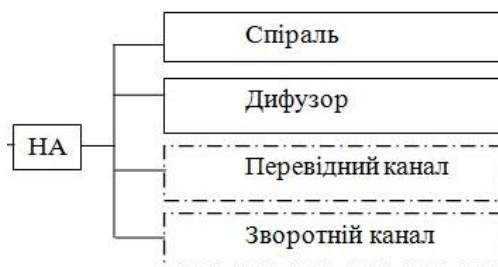 Спіраль
Дифузор
НА
Перевідний канал
Зворотній канал